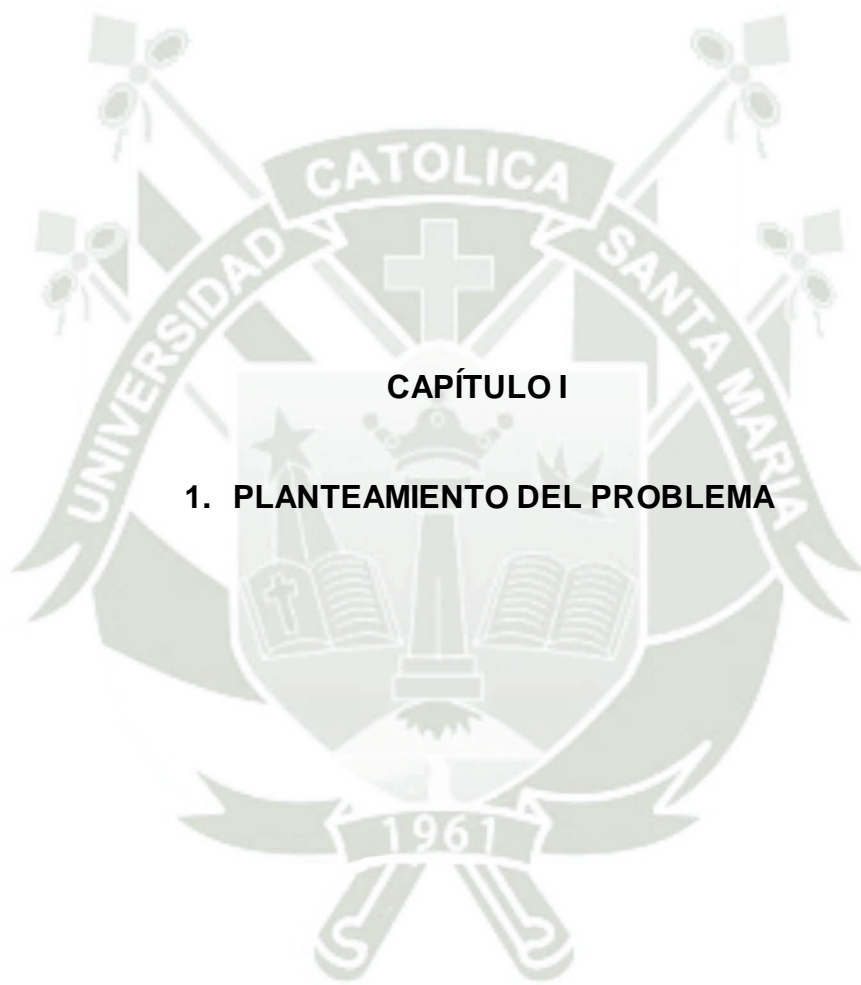 CATOLICA
UNIVERSIDAD
SANTA MARIA
CAPÍTULO I
1. PLANTEAMIENTO DEL PROBLEMA
1961